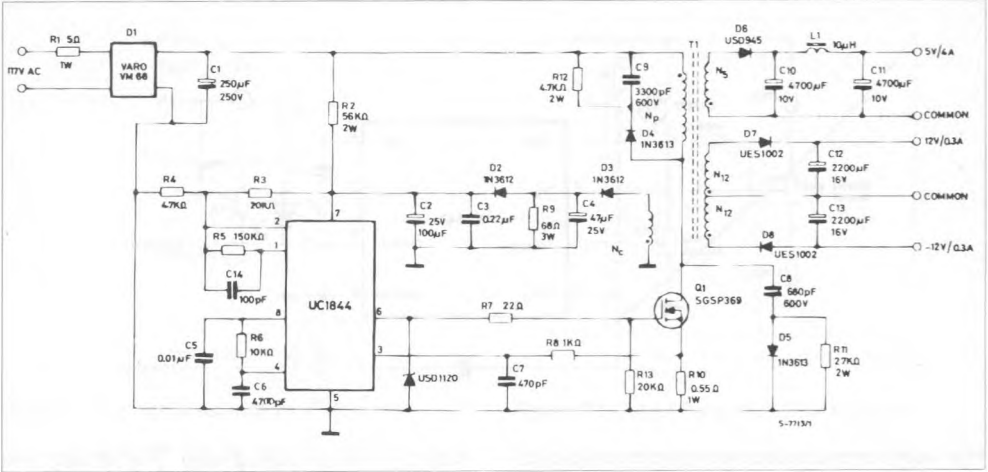 R1 5Ω
1W
117V AC
D1
VARO
VM 68
C1
250μF
250V
R2
56KΩ
2W
R12
4.7KΩ
2W
C9
3300pF
600V
Np
D4
1N3613
T1
N5
D6
USD945
L1
10μH
C10
4700μF
10V
C11
4700μF
10V
5V/4A
COMMON
D7
UES1002
12V/0.3A
N12
C12
2200μF
16V
COMMON
N12
C13
2200μF
16V
D8
UES1002
-12V/0.3A
R4
4.7KΩ
R3
D2
1N3612
D3
1N3612
C2
25V
100μF
C3
0.22μF
R9
68Ω
3W
C4
47μF
25V
Nc
7
2
R5 150KΩ
1
C14
100pF
UC1844
Q1
SGSP369
C8
680pF
600V
8
6
R7 22Ω
C5
0.01μF
R6
10KΩ
3
R8 1KΩ
4
C6
USD1120
C7
470pF
R13
20KΩ
R10
0.55Ω
1W
D5
1N3613
R11
2.7KΩ
2W
5
S-7713/1